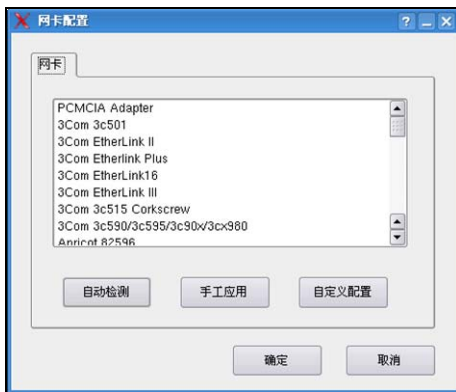 网卡配置
网卡
PCMCIA Adapter
3Com 3c501
3Com EtherLink II
3Com Etherlink Plus
3Com EtherLink16
3Com EtherLink III
3Com 3c515 Corkscrew
3Com 3c590/3c595/3c90x/3cx980
Apricot 82596
自动检测 手工应用 自定义配置
确定 取消